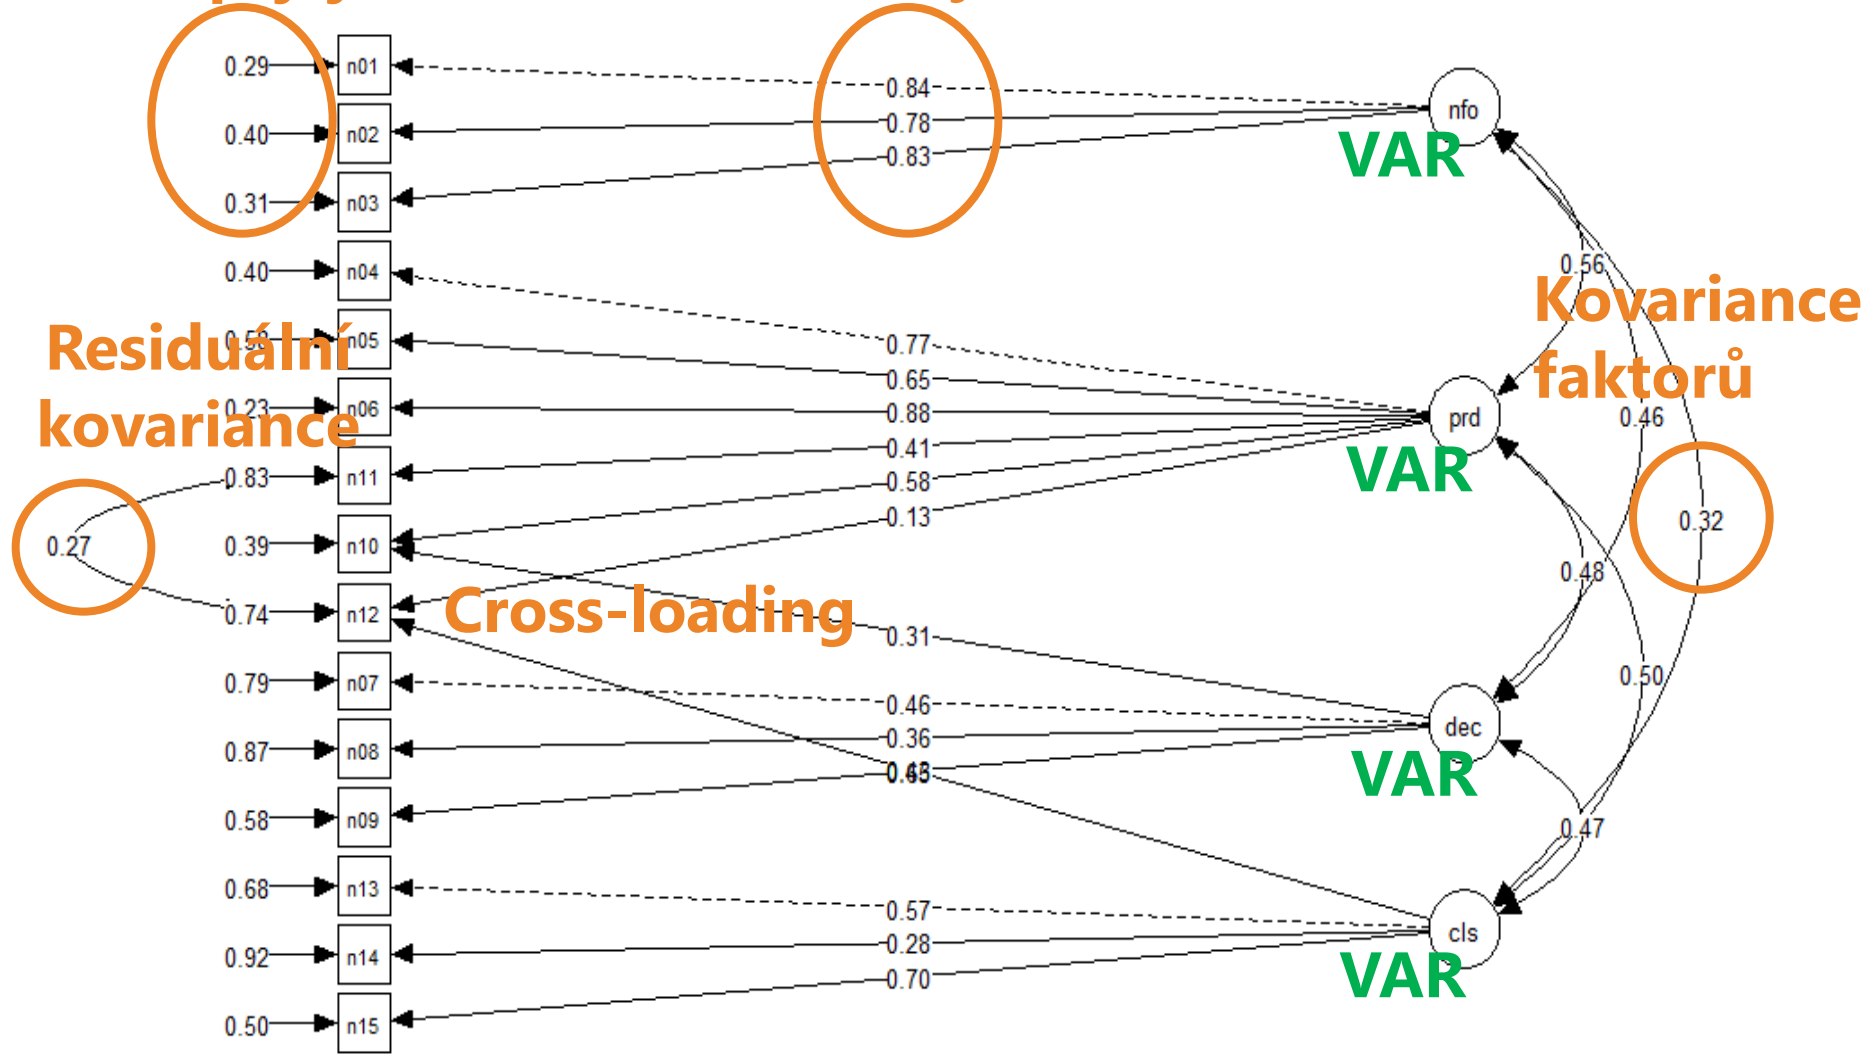 0.29 n01 0.84 nfo
0.40 n02 0.78 VAR
0.31 n03 0.83
0.40 n04 0.56
Kovariance
faktorů
Residuální
kovariance
n05 0.77
0.65
0.23 n06 0.88 prd 0.46
0.83 n11 0.41 VAR
0.58
0.27 0.39 n10 0.13 0.32
0.48
0.74 n12 Cross-loading 0.31
0.79 n07 0.46 0.50
0.87 n08 0.36 dec
VAR
0.58 n09 0.47
0.68 n13 0.57 cls
0.92 n14 0.28 VAR
0.70
0.50 n15